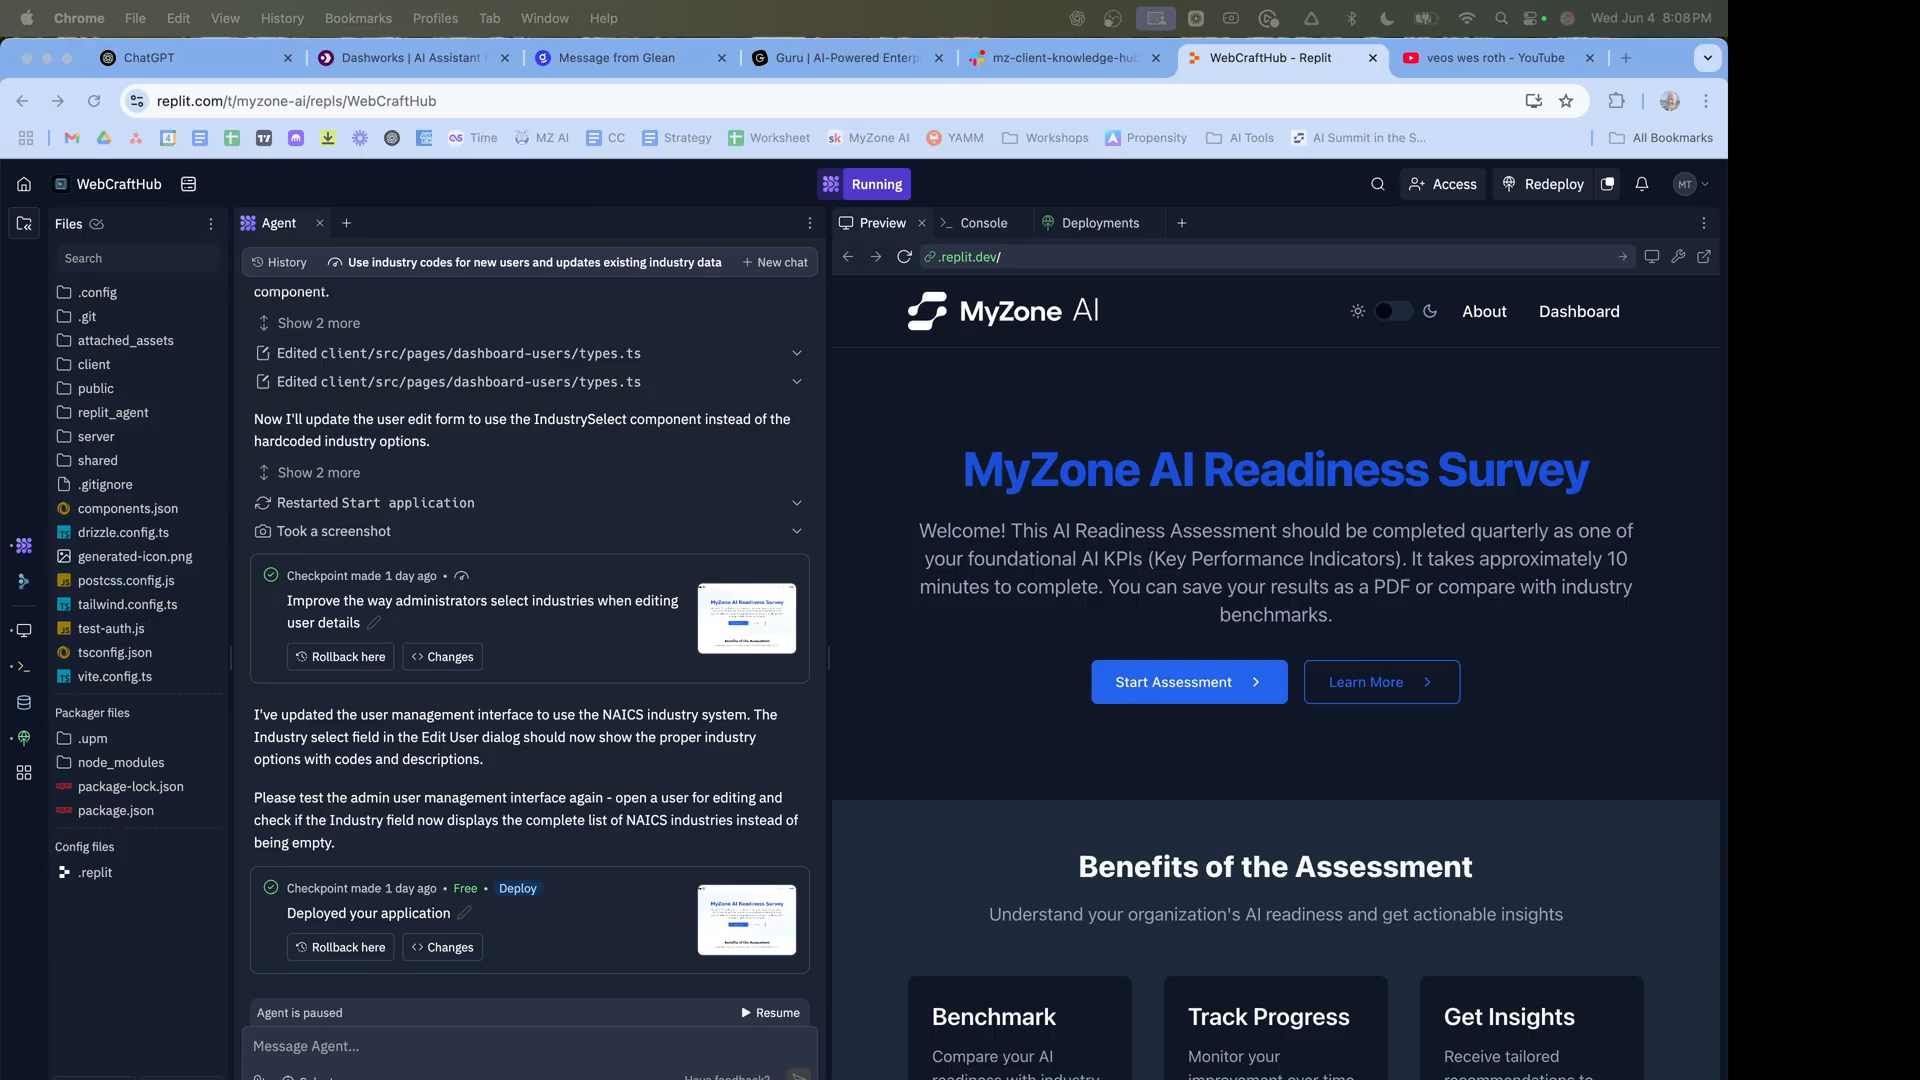 Chrome File Edit View History Bookmarks Profiles Tab Window Help Wed Jun 4 8:08 PM
ChatGPT
Dashworks | AI Assistant
Message from Glean
Guru | AI-Powered Enterp
mz-client-knowledge-hub
WebCraftHub - Replit
veos wes roth - YouTube
replit.com/t/myzone-ai/repls/WebCraftHub
Time MZ AI CC Strategy Worksheet MyZone AI YAMM Workshops Propensity AI Tools AI Summit in the S... All Bookmarks
WebCraftHub
Running
Access
Redeploy
MT
Files
Search
.config
.git
attached_assets
client
public
replit_agent
server
shared
.gitignore
components.json
drizzle.config.ts
generated-icon.png
postcss.config.js
tailwind.config.ts
test-auth.js
tsconfig.json
vite.config.ts
Packager files
.upm
node_modules
package-lock.json
package.json
Config files
.replit
Agent
History Use industry codes for new users and updates existing industry data + New chat
component.
Show 2 more
Edited client/src/pages/dashboard-users/types.ts
Edited client/src/pages/dashboard-users/types.ts
Now I'll update the user edit form to use the IndustrySelect component instead of the
hardcoded industry options.
Show 2 more
Restarted Start application
Took a screenshot
Checkpoint made 1 day ago •
Improve the way administrators select industries when editing
user details
Rollback here
Changes
MyZone AI Readiness Survey
I've updated the user management interface to use the NAICS industry system. The
Industry select field in the Edit User dialog should now show the proper industry
options with codes and descriptions.
Please test the admin user management interface again - open a user for editing and
check if the Industry field now displays the complete list of NAICS industries instead of
being empty.
Checkpoint made 1 day ago • Free • Deploy
Deployed your application
Rollback here
Changes
MyZone AI Readiness Survey
Agent is paused
Resume
Message Agent...
Preview Console Deployments
.replit.dev/
MyZone AI
About
Dashboard
MyZone AI Readiness Survey
Welcome! This AI Readiness Assessment should be completed quarterly as one of
your foundational AI KPIs (Key Performance Indicators). It takes approximately 10
minutes to complete. You can save your results as a PDF or compare with industry
benchmarks.
Start Assessment
Learn More
Benefits of the Assessment
Understand your organization's AI readiness and get actionable insights
Benchmark
Compare your AI
readiness with industry
Track Progress
Monitor your
improvement over time
Get Insights
Receive tailored
recommendations to